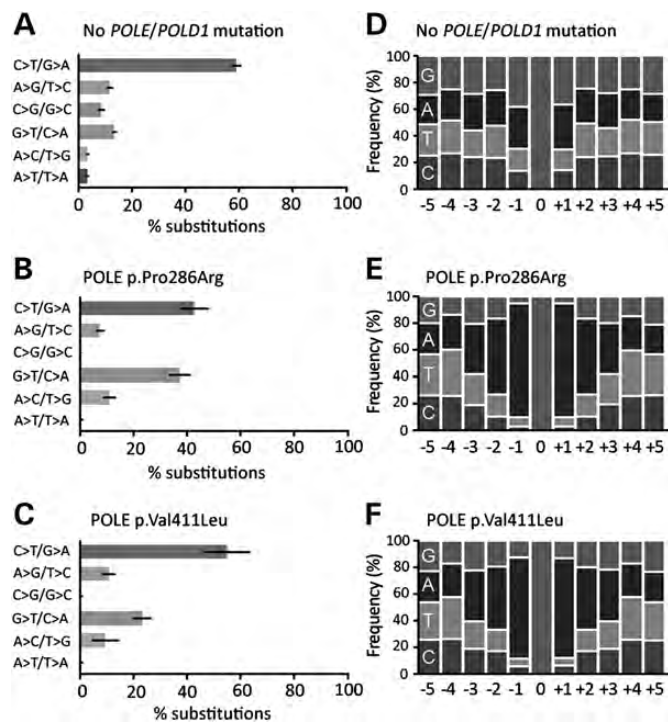 A No POLE/POLD1 mutation
C>T/G>A
A>G/T>C
C>G/G>C
G>T/C>A
A>C/T>G
A>T/T>A
0 20 40 60 80 100
% substitutions
D No POLE/POLD1 mutation
Frequency (%)
100
80
60
40
20
0
G
A
T
C
-5 -4 -3 -2 -1 0 +1 +2 +3 +4 +5
B POLE p.Pro286Arg
C>T/G>A
A>G/T>C
C>G/G>C
G>T/C>A
A>C/T>G
A>T/T>A
0 20 40 60 80 100
% substitutions
E POLE p.Pro286Arg
Frequency (%)
100
80
60
40
20
0
G
A
T
C
-5 -4 -3 -2 -1 0 +1 +2 +3 +4 +5
C POLE p.Val411Leu
C>T/G>A
A>G/T>C
C>G/G>C
G>T/C>A
A>C/T>G
A>T/T>A
0 20 40 60 80 100
% substitutions
F POLE p.Val411Leu
Frequency (%)
100
80
60
40
20
0
G
A
T
C
-5 -4 -3 -2 -1 0 +1 +2 +3 +4 +5